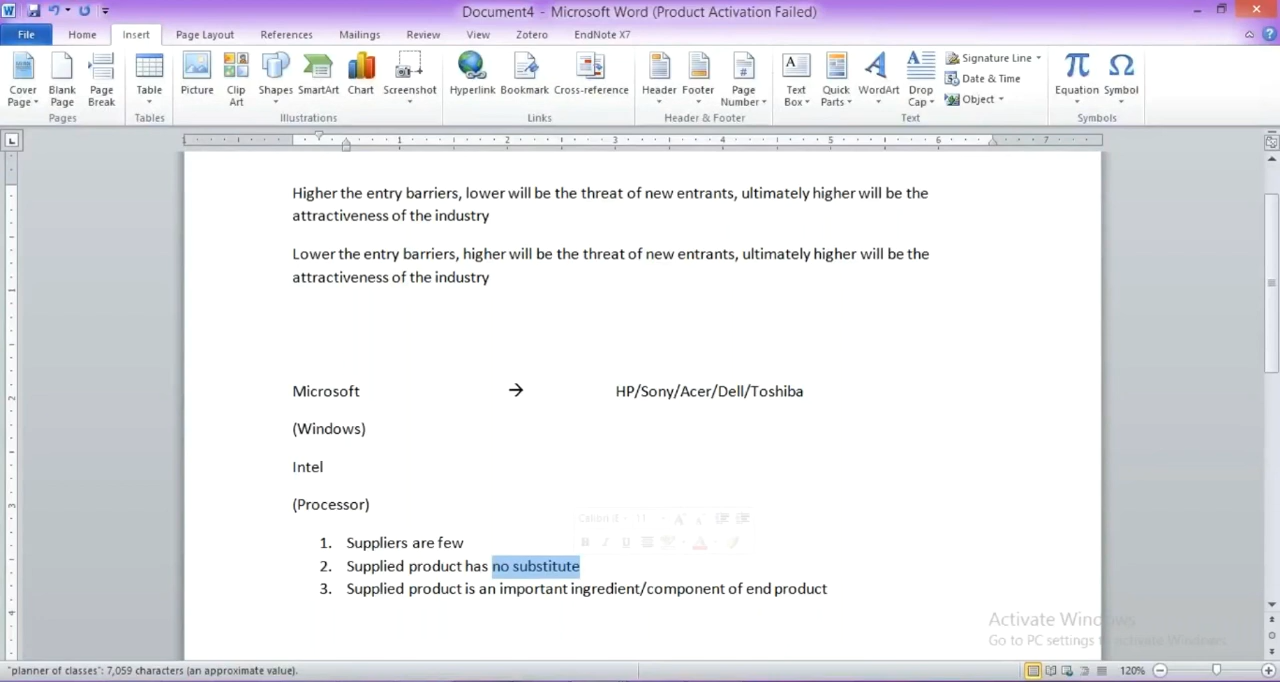 Document4 - Microsoft Word (Product Activation Failed)
File Home Insert Page Layout References Mailings Review View Zotero EndNote X7
Cover Page Blank Page Page Break Table Picture Clip Art Shapes SmartArt Chart Screenshot Hyperlink Bookmark Cross-reference Header Footer Page Number Text Box Quick Parts WordArt Drop Cap Signature Line Date & Time Object Equation Symbol
Pages Tables Illustrations Links Header & Footer Text Symbols
1 2 3 4 5 6 7
Higher the entry barriers, lower will be the threat of new entrants, ultimately higher will be the
attractiveness of the industry
Lower the entry barriers, higher will be the threat of new entrants, ultimately higher will be the
attractiveness of the industry
Microsoft → HP/Sony/Acer/Dell/Toshiba
(Windows)
Intel
(Processor)
1. Suppliers are few
2. Supplied product has no substitute
3. Supplied product is an important ingredient/component of end product
Activate Windows
Go to PC settings to activate Windows.
"planner of classes": 7,059 characters (an approximate value).
120%